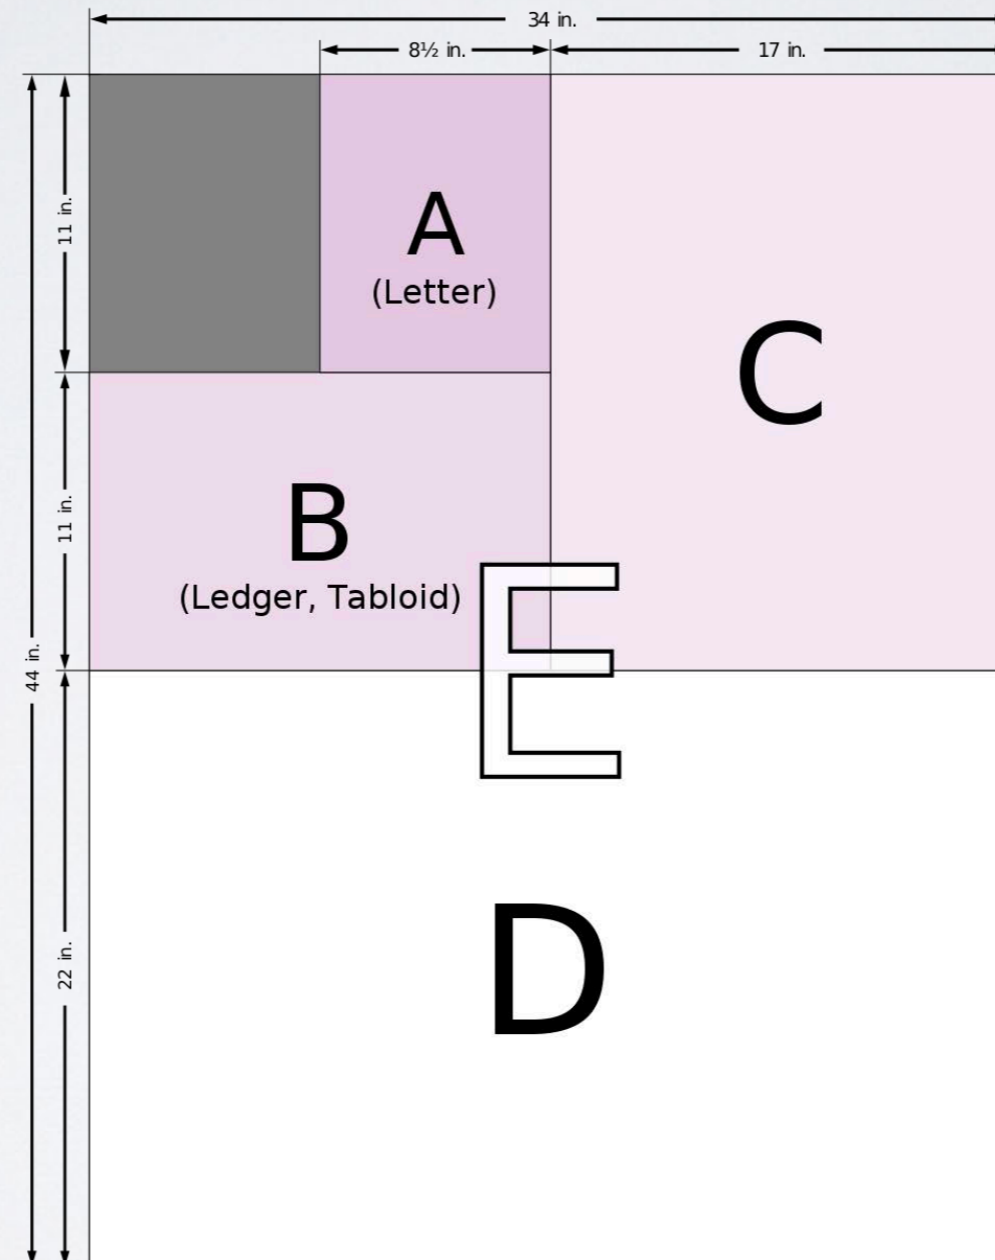 34 in.
8½ in.
17 in.
11 in.
A
(Letter)
C
11 in.
B
(Ledger, Tabloid)
E
44 in.
22 in.
D